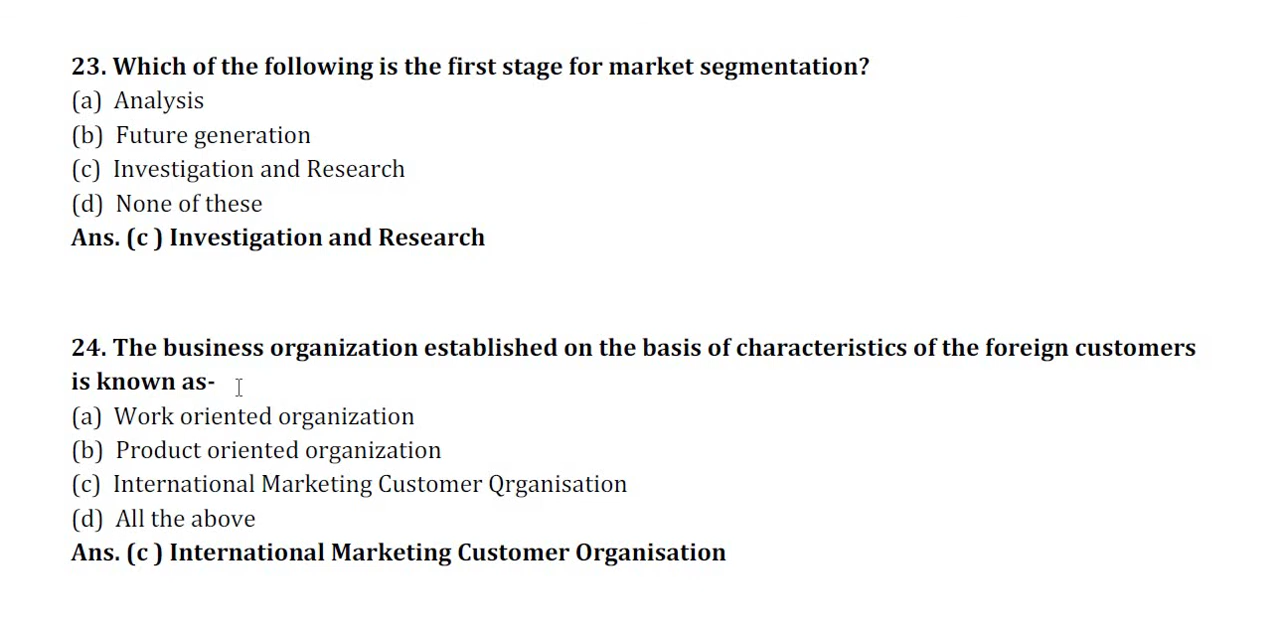 23. Which of the following is the first stage for market segmentation?
(a) Analysis
(b) Future generation
(c) Investigation and Research
(d) None of these
Ans. (c ) Investigation and Research
24. The business organization established on the basis of characteristics of the foreign customers
is known as-
(a) Work oriented organization
(b) Product oriented organization
(c) International Marketing Customer Qrganisation
(d) All the above
Ans. (c ) International Marketing Customer Organisation